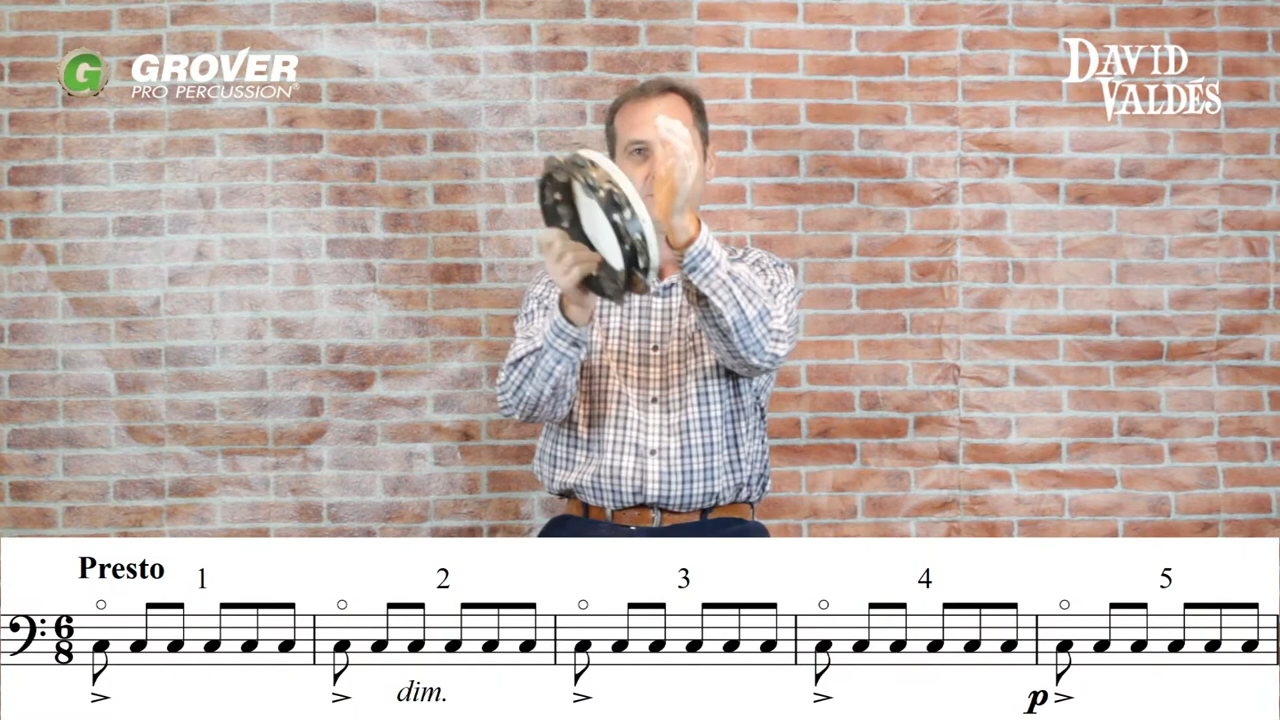 G GROVER
PRO PERCUSSION®
DAVID
VALDÉS
Presto
1 2 3 4 5
6
8
dim.
p